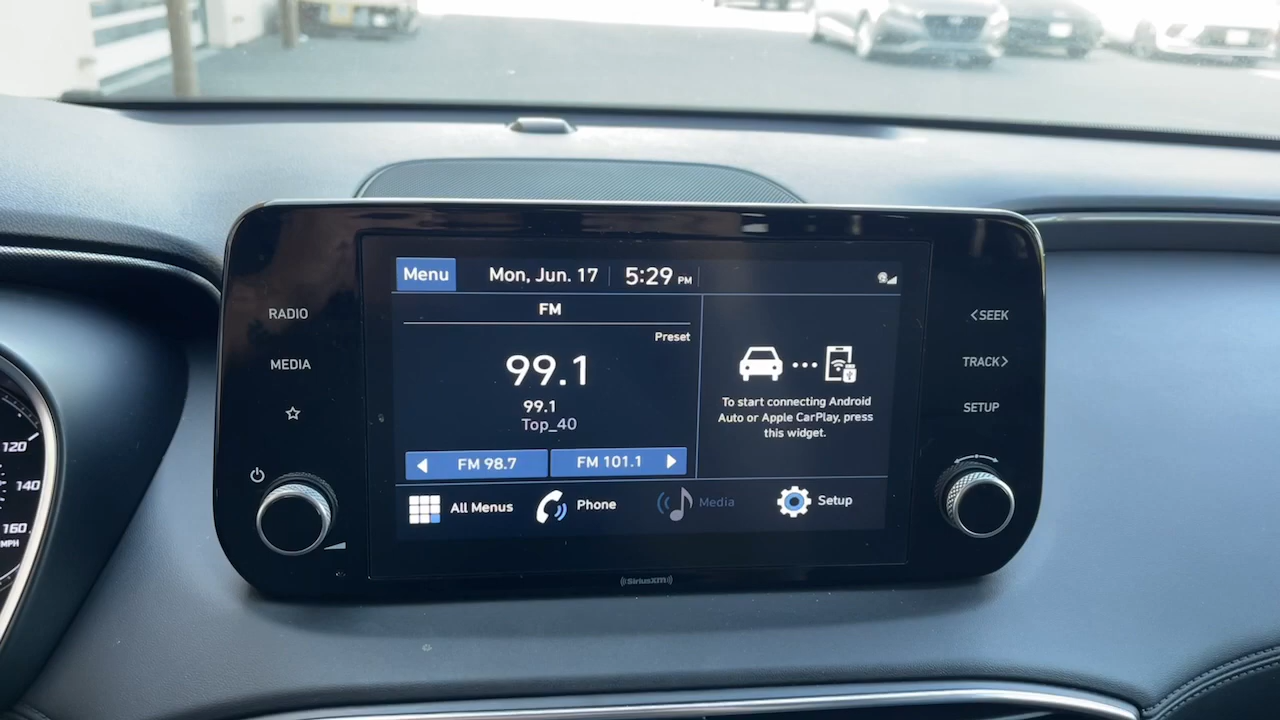 RADIO
MEDIA
Menu
Mon, Jun. 17
5:29 PM
FM
Preset
99.1
99.1
Top_40
FM 98.7
FM 101.1
To start connecting Android
Auto or Apple CarPlay, press
this widget.
All Menus
Phone
Media
Setup
SEEK
TRACK
SETUP
((SiriusXM))
120
140
160
MPH